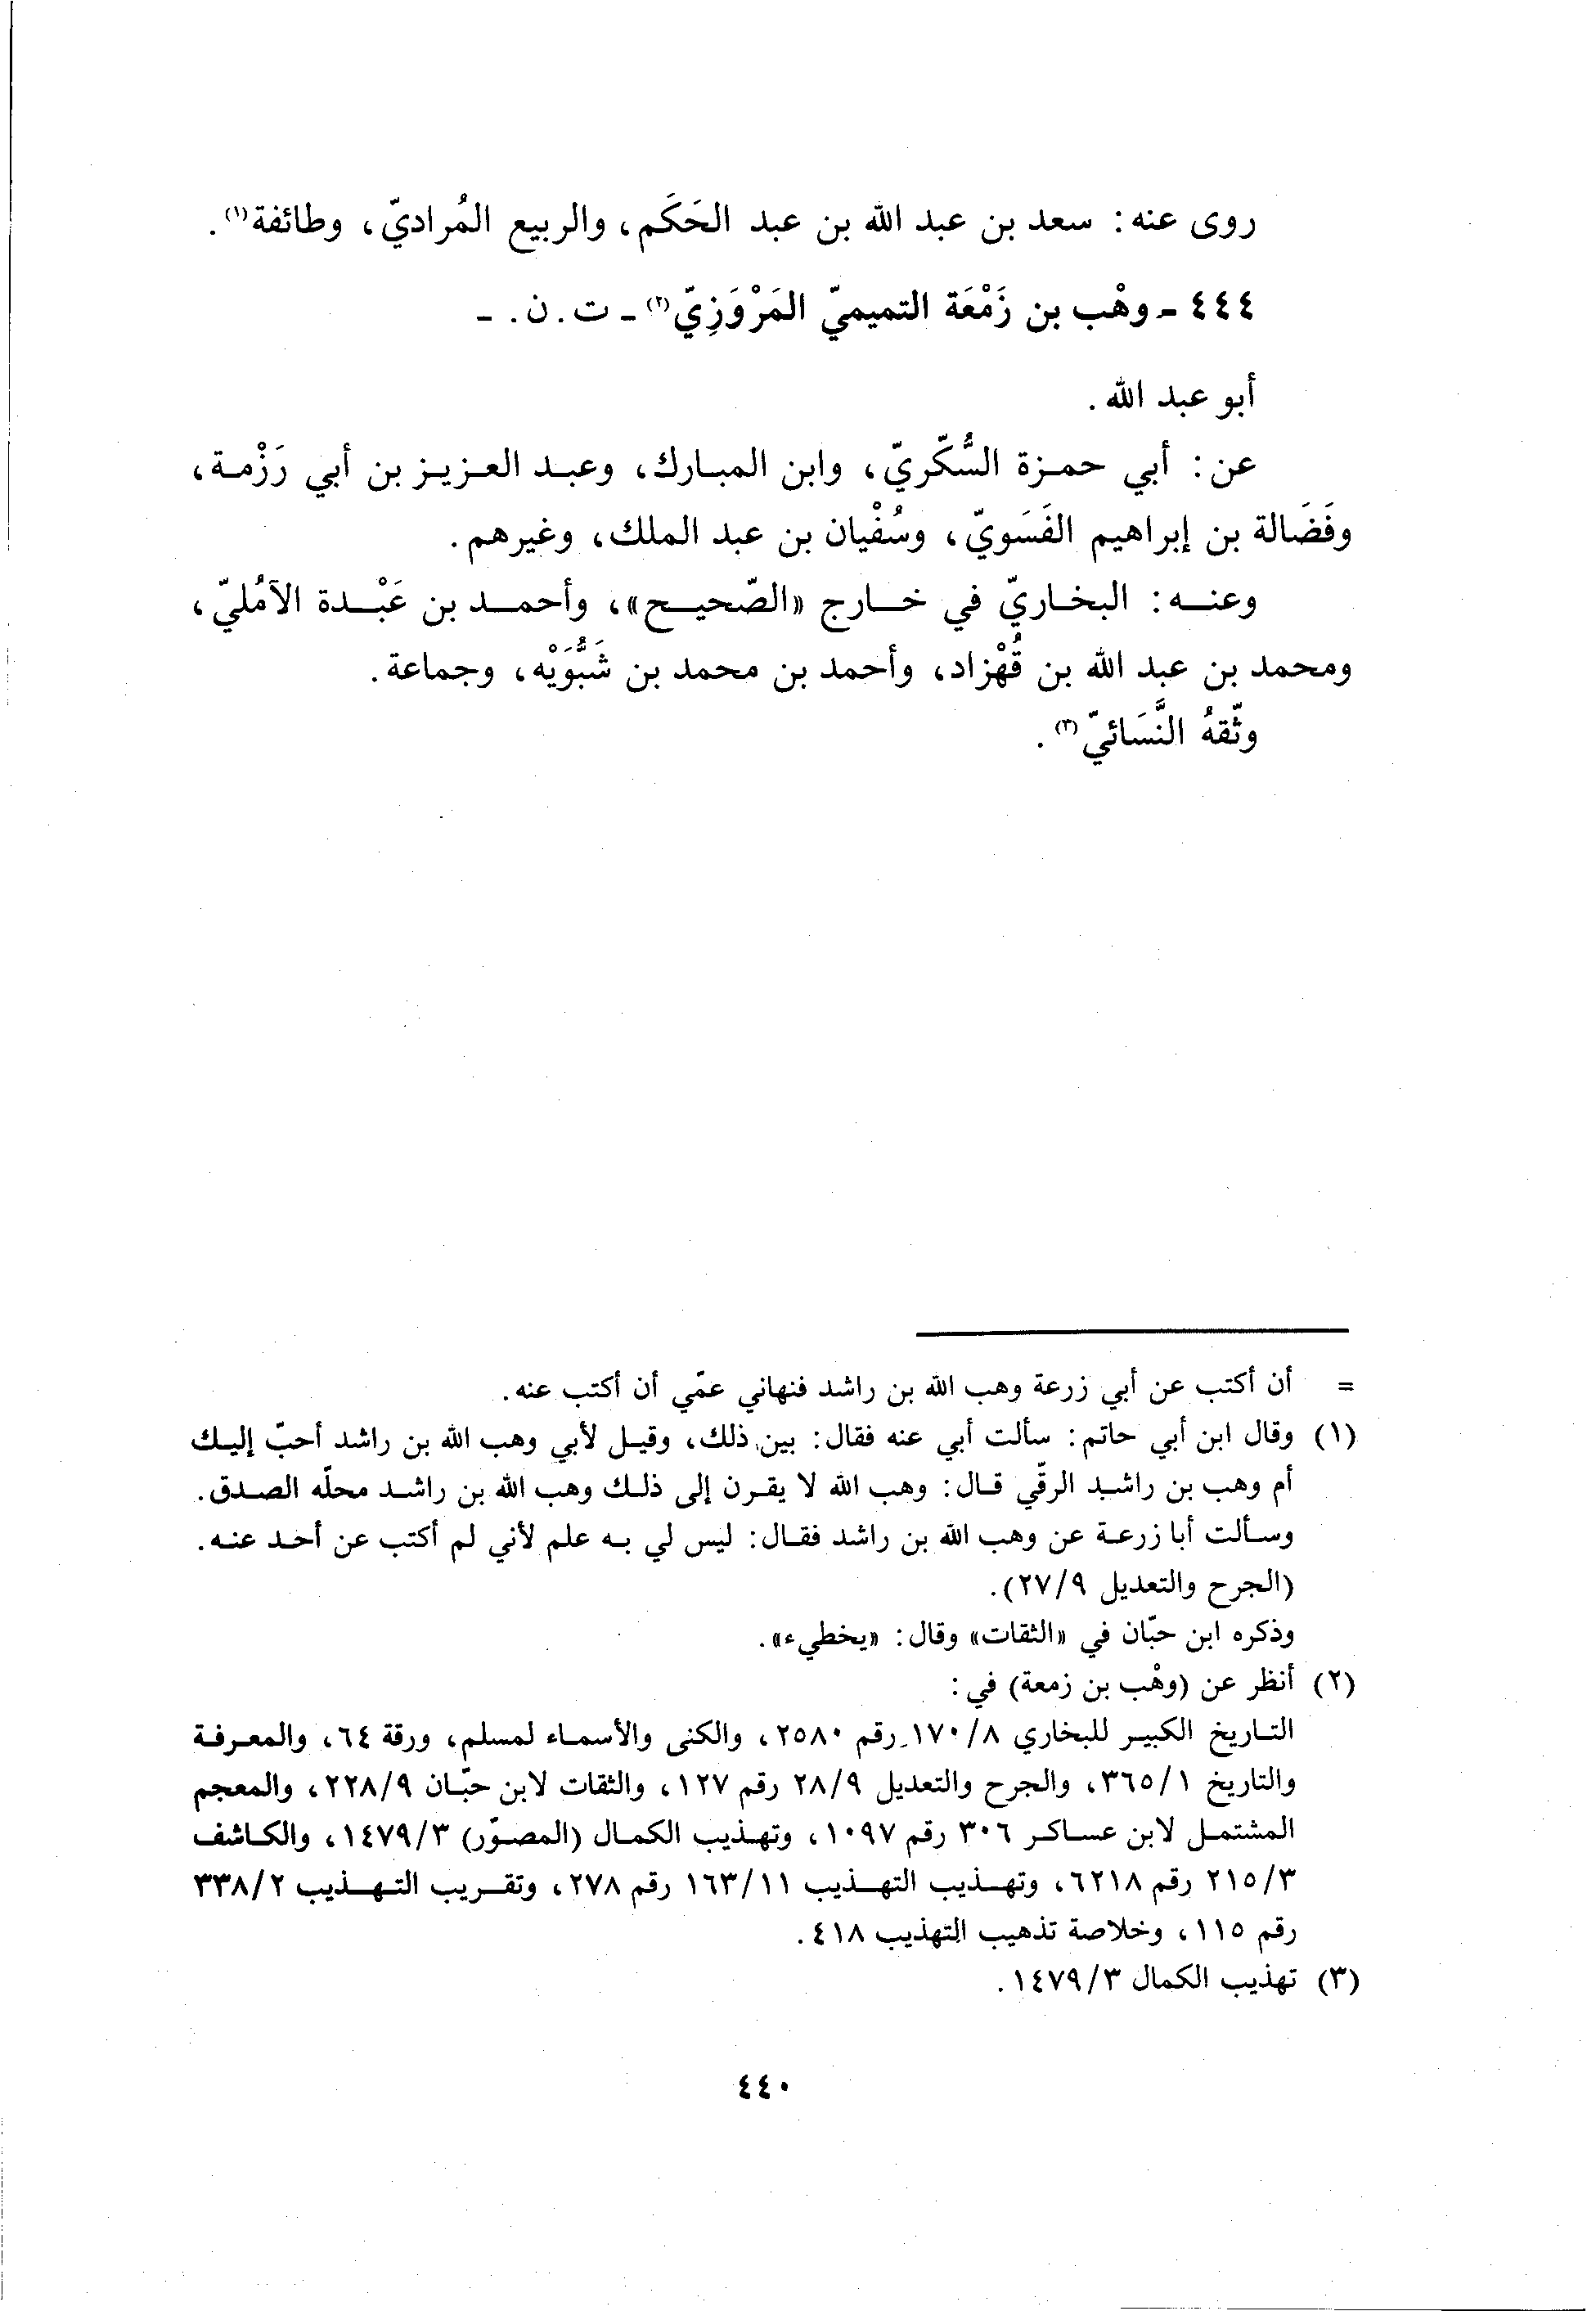 روى عنه: سعد بن عبد الله بن عبد الحَكَم، والربيع المُراديّ، وطائفة(١).
٤٤٤ - وهْب بن زَمْعَة التميميّ المَرْوَزِيّ(٢) - ت. ن. -
أبو عبد الله.
عن: أبي حمزة السُّكّريّ، وابن المبارك، وعبد العزيز بن أبي رَزْمة،
وفَضَالة بن إبراهيم الفَسَويّ، وسُفْيان بن عبد الملك، وغيرهم.
وعنه: البخاريّ في خارج «الصّحيح»، وأحمد بن عَبْدة الآمُليّ،
ومحمد بن عبد الله بن قُهْزاد، وأحمد بن محمد بن شَبُّوَيْه، وجماعة.
وثّقهُ النَّسَائيّ(٣).
= أن أكتب عن أبي زرعة وهب الله بن راشد فنهاني عمّي أن أكتب عنه.
(١) وقال ابن أبي حاتم: سألت أبي عنه فقال: بين ذلك، وقيل لأبي وهب الله بن راشد أحبّ إليك
أم وهب بن راشد الرقّي قال: وهب الله لا يقرن إلى ذلك وهب الله بن راشد محلّه الصدق.
وسألت أبا زرعة عن وهب الله بن راشد فقال: ليس لي به علم لأني لم أكتب عن أحد عنه.
(الجرح والتعديل ٢٧/٩).
وذكره ابن حبّان في «الثقات» وقال: «يخطيء».
(٢) أنظر عن (وهْب بن زمعة) في:
التاريخ الكبير للبخاري ١٧٠/٨ رقم ٢٥٨٠، والكنى والأسماء لمسلم، ورقة ٦٤، والمعرفة
والتاريخ ٣٦٥/١، والجرح والتعديل ٢٨/٩ رقم ١٢٧، والثقات لابن حبّان ٢٢٨/٩، والمعجم
المشتمل لابن عساكر ٣٠٦ رقم ١٠٩٧، وتهذيب الكمال (المصوّر) ١٤٧٩/٣، والكاشف
٢١٥/٣ رقم ٦٢١٨، وتهذيب التهذيب ١٦٣/١١ رقم ٢٧٨، وتقريب التهذيب ٣٣٨/٢
رقم ١١٥، وخلاصة تذهيب التهذيب ٤١٨.
(٣) تهذيب الكمال ١٤٧٩/٣.
٤٤٠